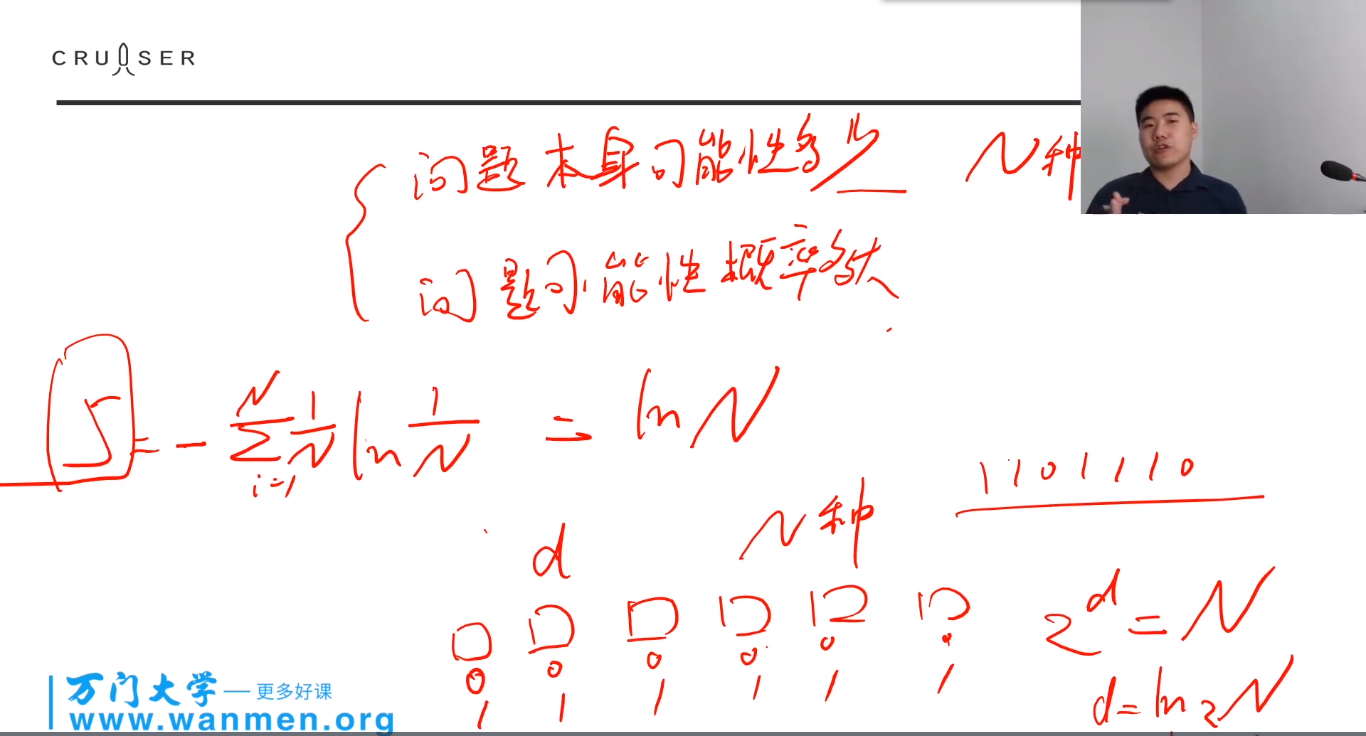 CRUISER
问题本身可能性多少 N种
问题可能性概率多大
S = - \sum_{i=1}^{N} \frac{1}{N} ln \frac{1}{N} = ln N
1101110
d N种
0 0 0 0 0 0
1 1 1 1 1 1
2^d = N
d = ln_2 N
万门大学 — 更多好课
www.wanmen.org